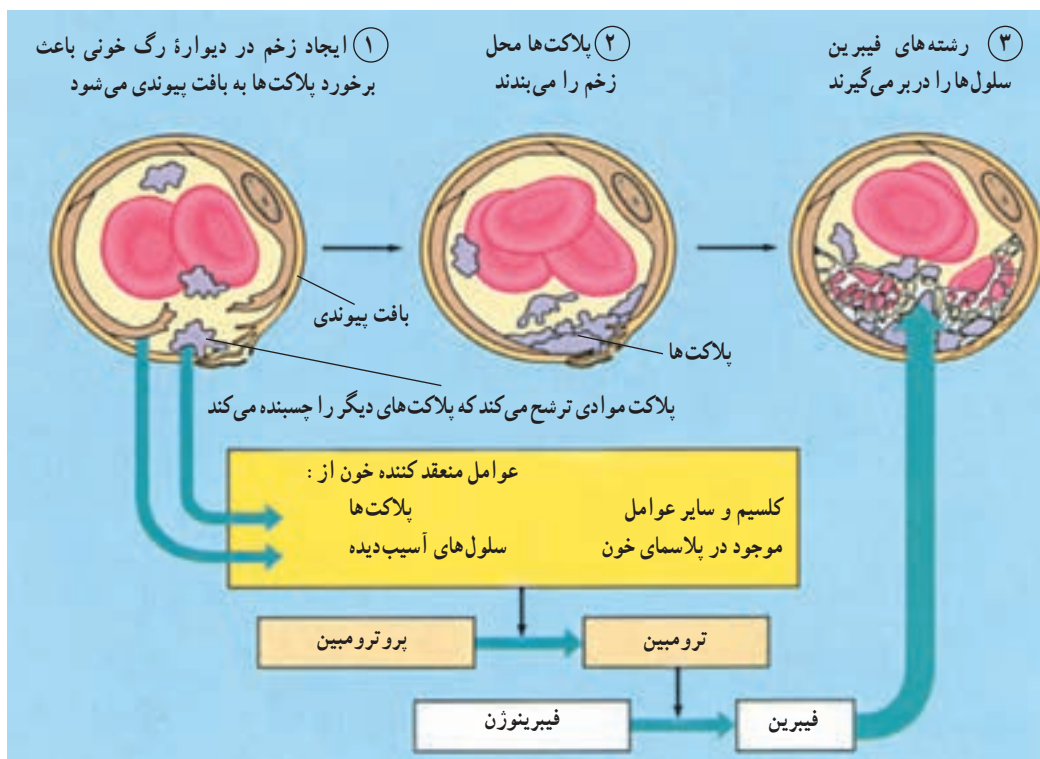 ۱ ایجاد زخم در دیوارهٔ رگ خونی باعث
برخورد پلاکت‌ها به بافت پیوندی می‌شود
۲ پلاکت‌ها محل
زخم را می‌بندند
۳ رشته‌های فیبرین
سلول‌ها را دربر می‌گیرند
بافت پیوندی
پلاکت‌ها
پلاکت موادی ترشح می‌کند که پلاکت‌های دیگر را چسبنده می‌کند
عوامل منعقد کننده خون از :
پلاکت‌ها
سلول‌های آسیب‌دیده
کلسیم و سایر عوامل
موجود در پلاسمای خون
پروترومبین
ترومبین
فیبرینوژن
فیبرین